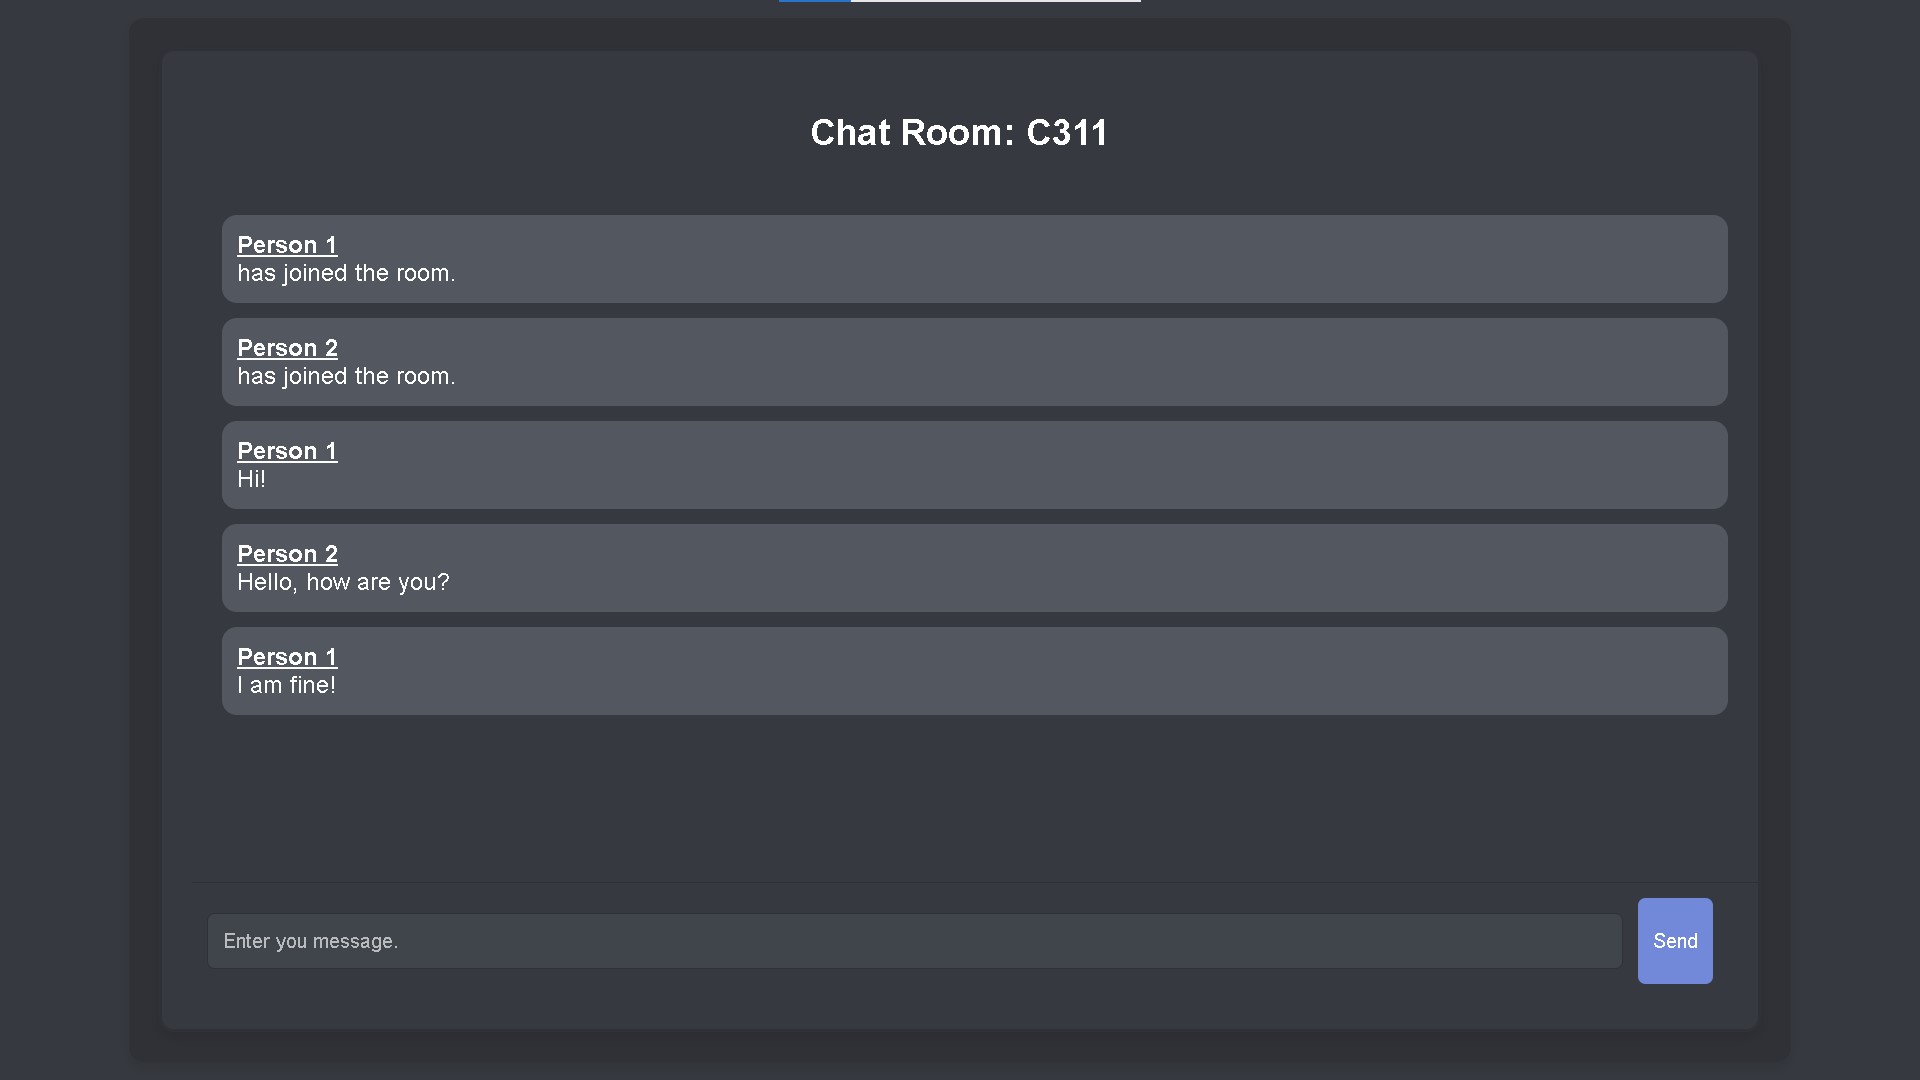 Chat Room: C311
Person 1
has joined the room.
Person 2
has joined the room.
Person 1
Hi!
Person 2
Hello, how are you?
Person 1
I am fine!
Enter you message.
Send